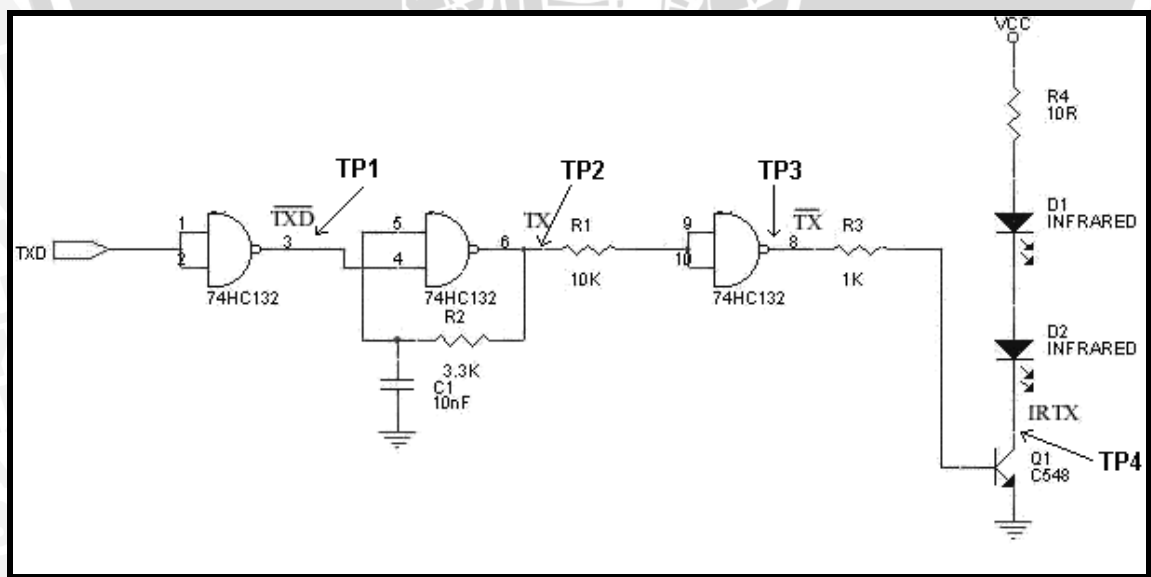 VCC
R4
10R
TP1
TP2
TP3
TXD
TX
R1
TX
R3
D1
INFRARED
1
2
3
5
4
6
9
10
8
TXD
10K
1K
74HC132
74HC132
74HC132
R2
3.3K
C1
10nF
D2
INFRARED
IRTX
TP4
Q1
C548